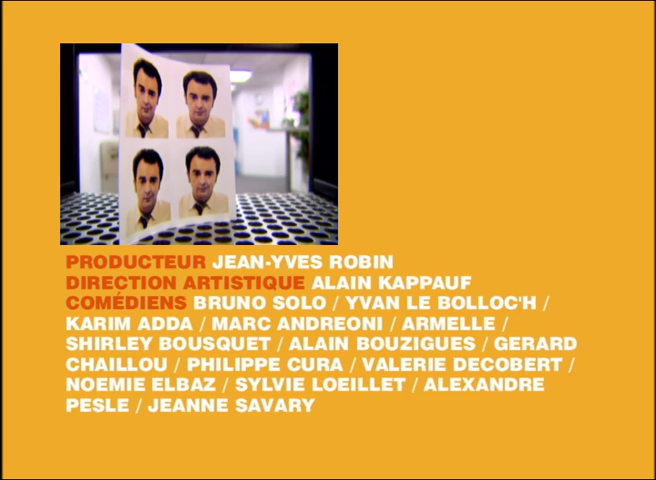 PRODUCTEUR JEAN-YVES ROBIN
DIRECTION ARTISTIQUE ALAIN KAPPAUF
COMÉDIENS BRUNO SOLO / YVAN LE BOLLOC'H /
KARIM ADDA / MARC ANDREONI / ARMELLE /
SHIRLEY BOUSQUET / ALAIN BOUZIGUES / GERARD
CHAILLOU / PHILIPPE CURA / VALERIE DECOBERT /
NOEMIE ELBAZ / SYLVIE LOEILLET / ALEXANDRE
PESLE / JEANNE SAVARY